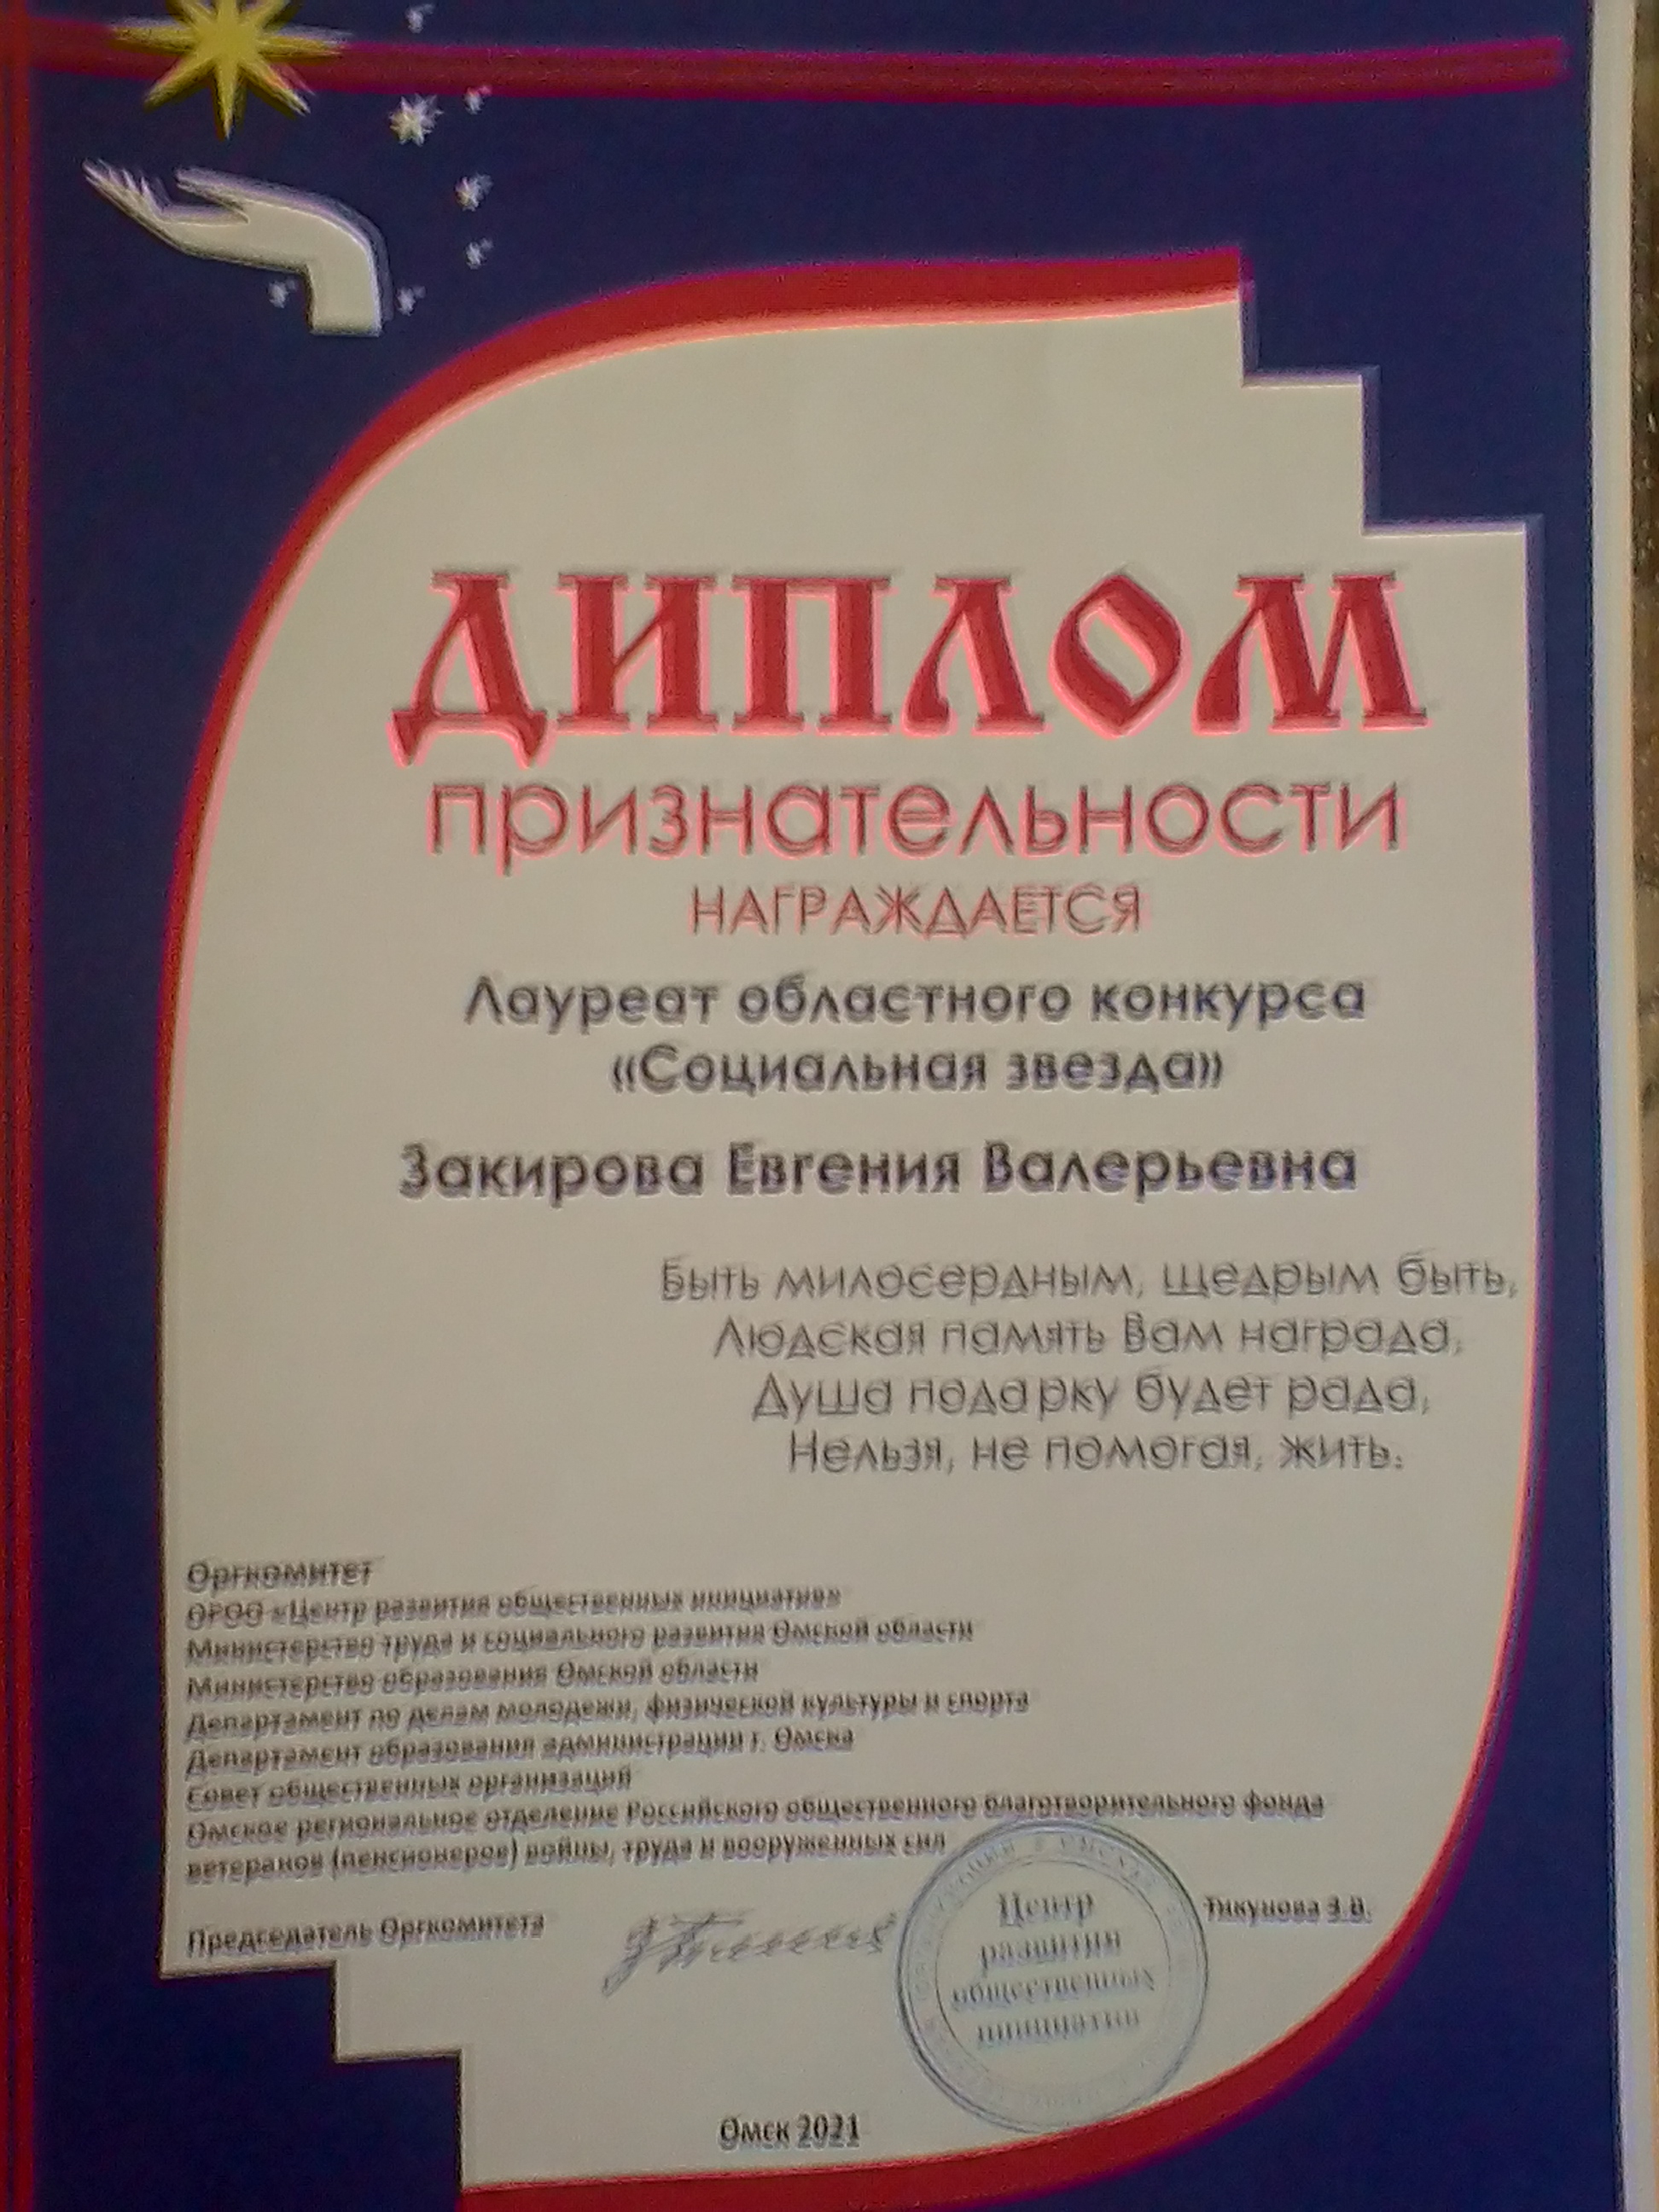 ДИПЛОМ
признательности
НАГРАЖДАЕТСЯ
Лауреат областного конкурса
«Социальная звезда»
Закирова Евгения Валерьевна
Быть милосердным, щедрым быть,
Людская память Вам награда,
Душа подарку будет рада,
Нельзя, не помогая, жить.
Оргкомитет
ОРОО «Центр развития общественных инициатив»
Министерство труда и социального развития Омской области
Министерство образования Омской области
Департамент по делам молодежи, физической культуры и спорта
Департамент образования администрации г. Омска
Совет общественных организаций
Омское региональное отделение Российского общественного благотворительного фонда
ветеранов (пенсионеров) войны, труда и вооруженных сил
Председатель Оргкомитета
Тикунова З.В.
Центр
развития
общественных
инициатив
Омск 2021